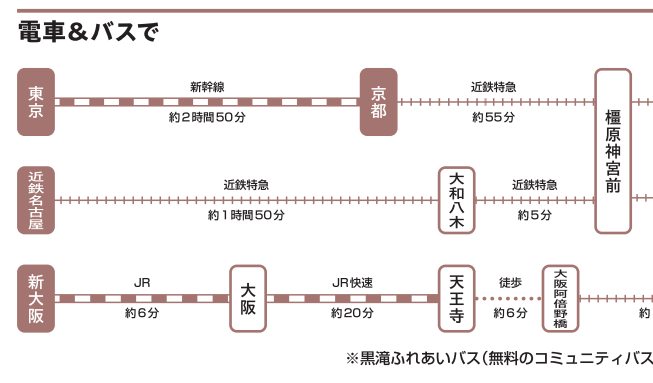 電車&バスで
東京
新幹線
約2時間50分
京都
近鉄特急
約55分
橿原神宮前
近鉄名古屋
近鉄特急
約1時間50分
大和八木
近鉄特急
約5分
新大阪
JR
約6分
大阪
JR快速
約20分
天王寺
徒歩
約6分
大阪阿倍野橋
約
※黒滝ふれあいバス(無料のコミュニティバス